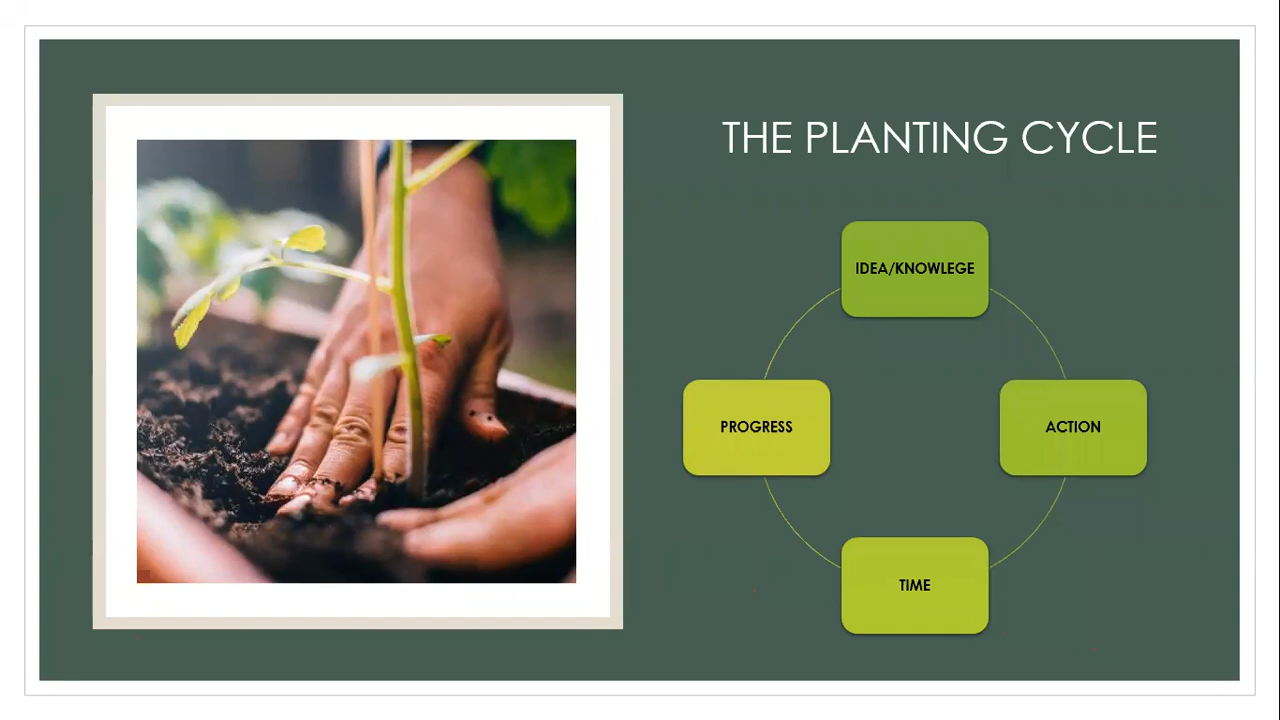 THE PLANTING CYCLE
IDEA/KNOWLEGE
ACTION
TIME
PROGRESS